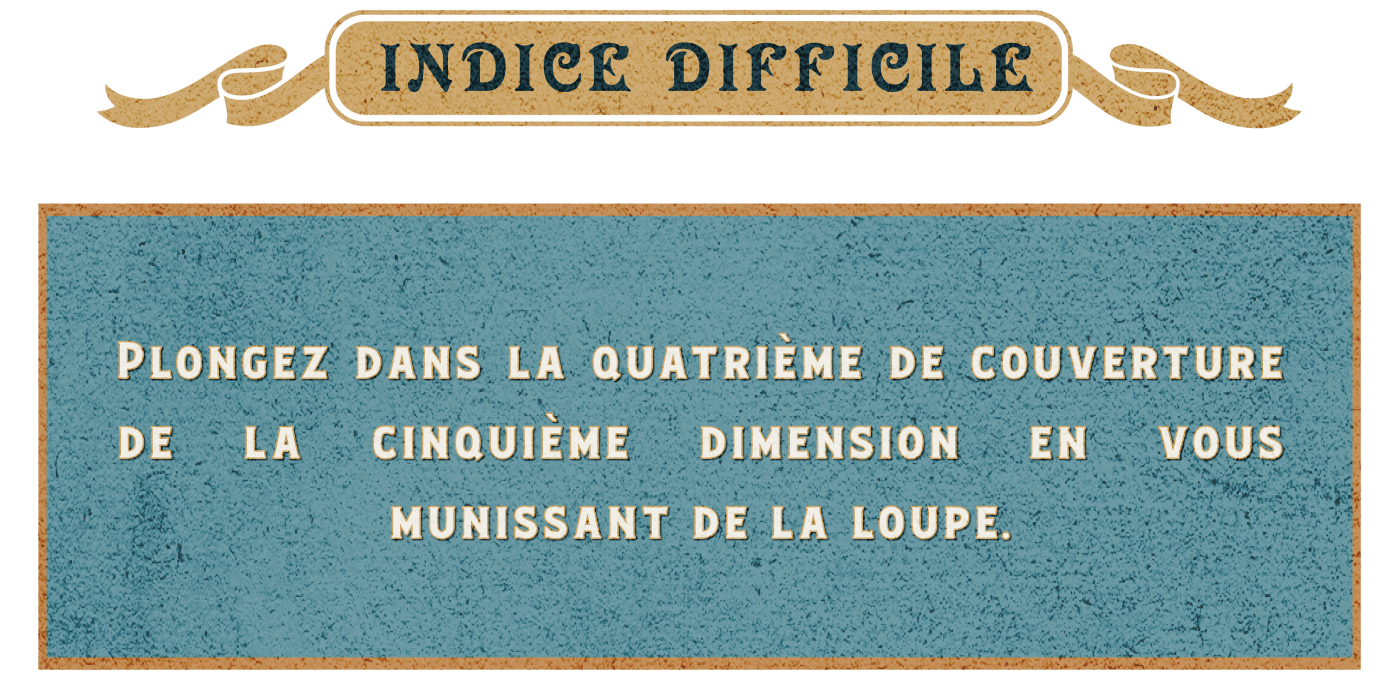 INDICE DIFFICILE
Plongez dans la quatrième de couverture
de la cinquième dimension en vous
munissant de la loupe.